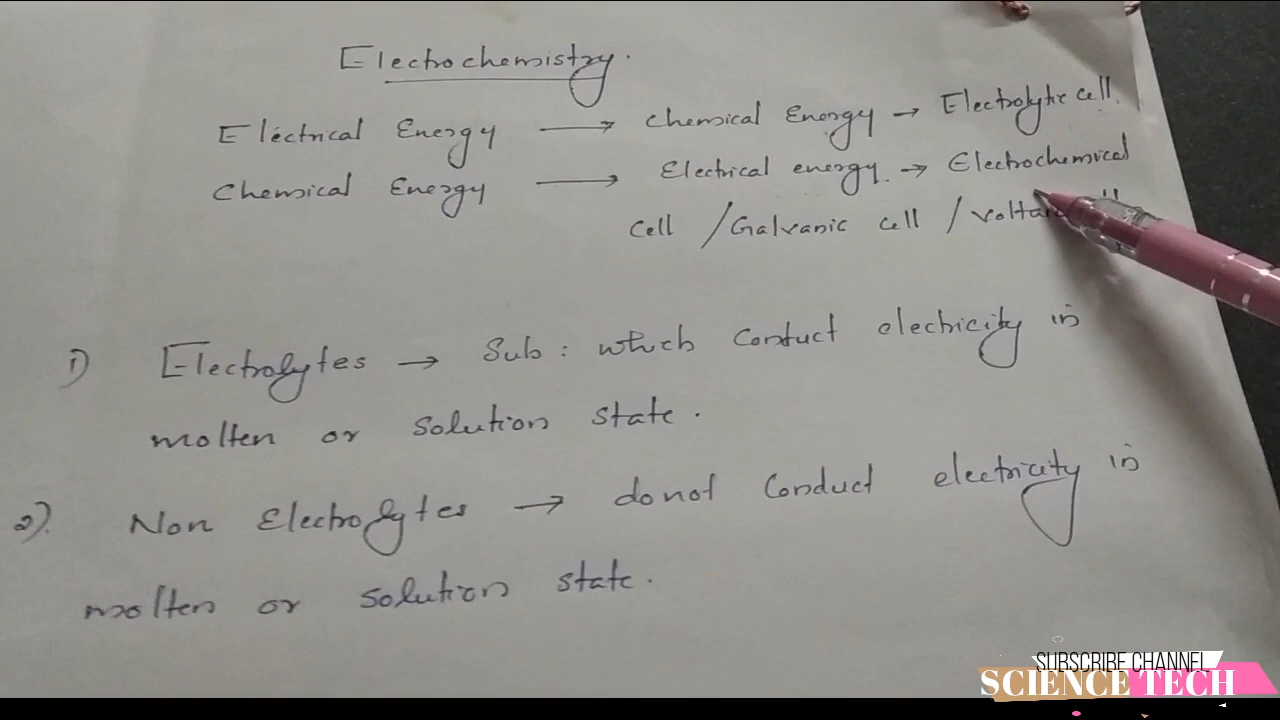 Electrochemistry.
Electrical Energy → Chemical Energy → Electrolytic cell.
Chemical Energy → Electrical energy. → Electrochemical
Cell / Galvanic cell /
1) Electrolytes → Sub: which conduct electricity in
molten or solution state.
2). Non Electrolytes → do not conduct electricity in
molten or solution state.
SUBSCRIBE CHANNEL
SCIENCE TECH